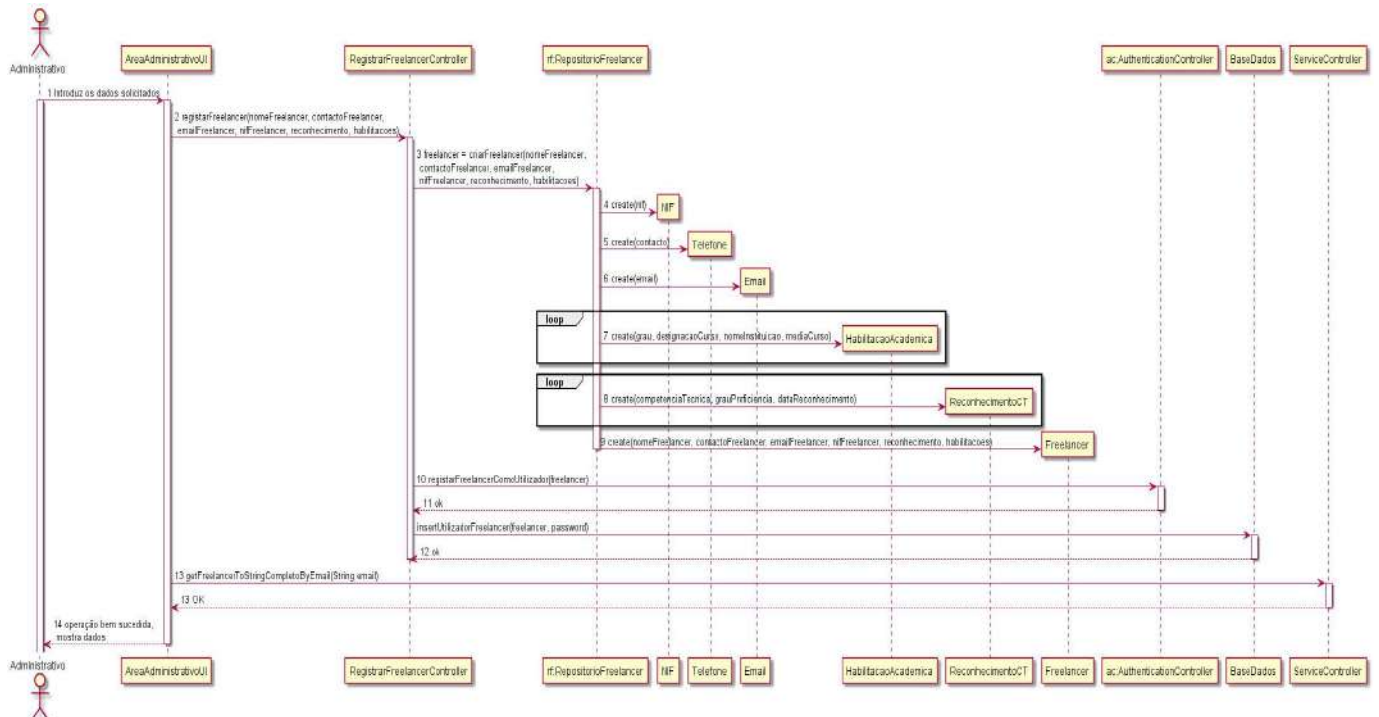 Administrativo
AreaAdministrativoUI
RegistrarFreelancerController
rf:RepositorioFreelancer
ac:AuthenticationController
BaseDados
ServiceController
1 Introduz os dados solicitados
2 registarFreelancer(nomeFreelancer, contactoFreelancer,
emailFreelancer, nifFreelancer, reconhecimento, habilitacoes)
3 freelancer = criarFreelancer(nomeFreelancer,
contactoFreelancer, emailFreelancer,
nifFreelancer, reconhecimento, habilitacoes)
4 create(nif)
NIF
5 create(contacto)
Telefone
6 create(email)
Email
loop
7 create(grau, designacaoCurso, nomeInstituicao, mediaCurso)
HabilitacaoAcademica
loop
8 create(competenciaTecnica, grauProficiencia, dataReconhecimento)
ReconhecimentoCT
9 create(nomeFreelancer, contactoFreelancer, emailFreelancer, nifFreelancer, reconhecimento, habilitacoes)
Freelancer
10 registarFreelancerComoUtilizador(freelancer)
11 ok
insertUtilizadorFreelancer(freelancer, password)
12 ok
13 getFreelancerToStringCompletoByEmail(String email)
13 OK
14 operação bem sucedida,
mostra dados
Administrativo
AreaAdministrativoUI
RegistrarFreelancerController
rf:RepositorioFreelancer
NIF
Telefone
Email
HabilitacaoAcademica
ReconhecimentoCT
Freelancer
ac:AuthenticationController
BaseDados
ServiceController